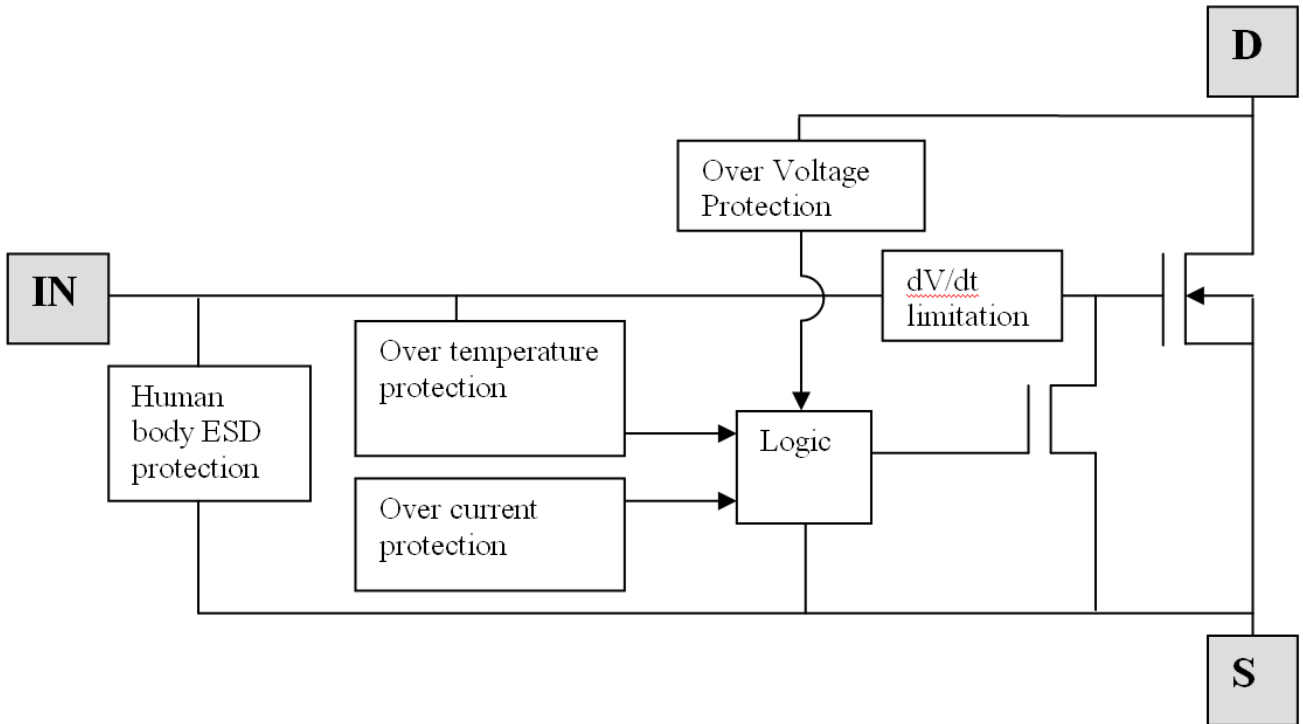 D
Over Voltage
Protection
IN
dV/dt
limitation
Over temperature
protection
Human
body ESD
protection
Logic
Over current
protection
S